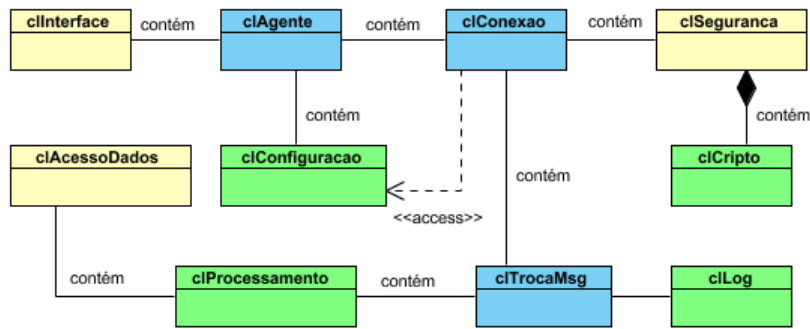 clInterface
contém
clAgente
contém
clConexao
contém
clSeguranca
contém
contém
clAcessoDados
clConfiguracao
clCripto
contém
<<access>>
contém
clProcessamento
contém
clTrocaMsg
clLog